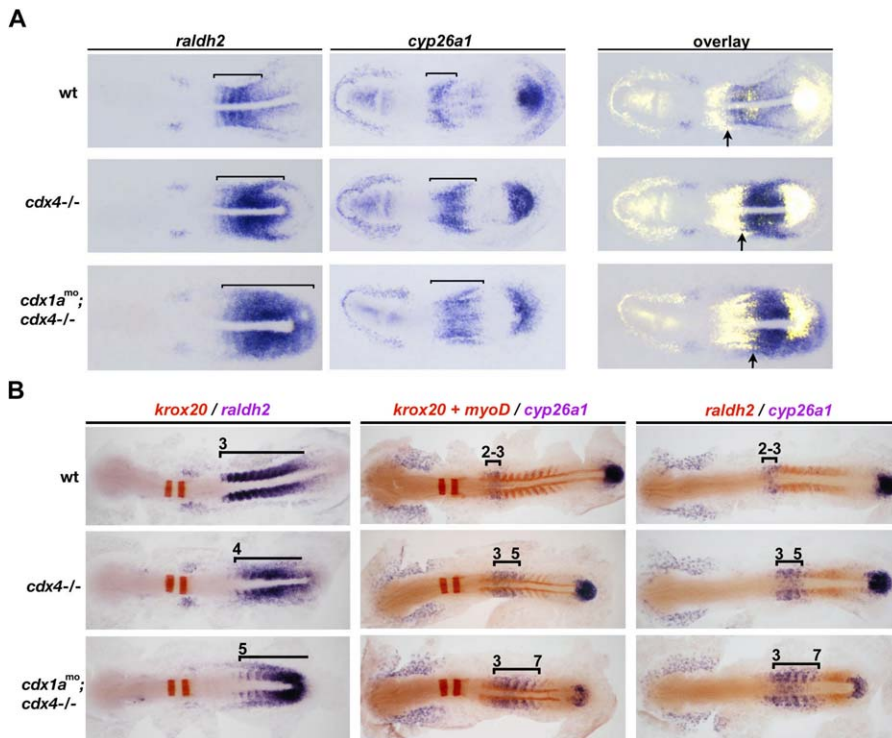 A
raldh2 cyp26a1 overlay
wt
cdx4-/-
cdx1a^mo;
cdx4-/-
B
krox20 / raldh2 krox20 + myoD / cyp26a1 raldh2 / cyp26a1
3 2-3 2-3
wt
4 3 5 3 5
cdx4-/-
5 3 7 3 7
cdx1a^mo;
cdx4-/-